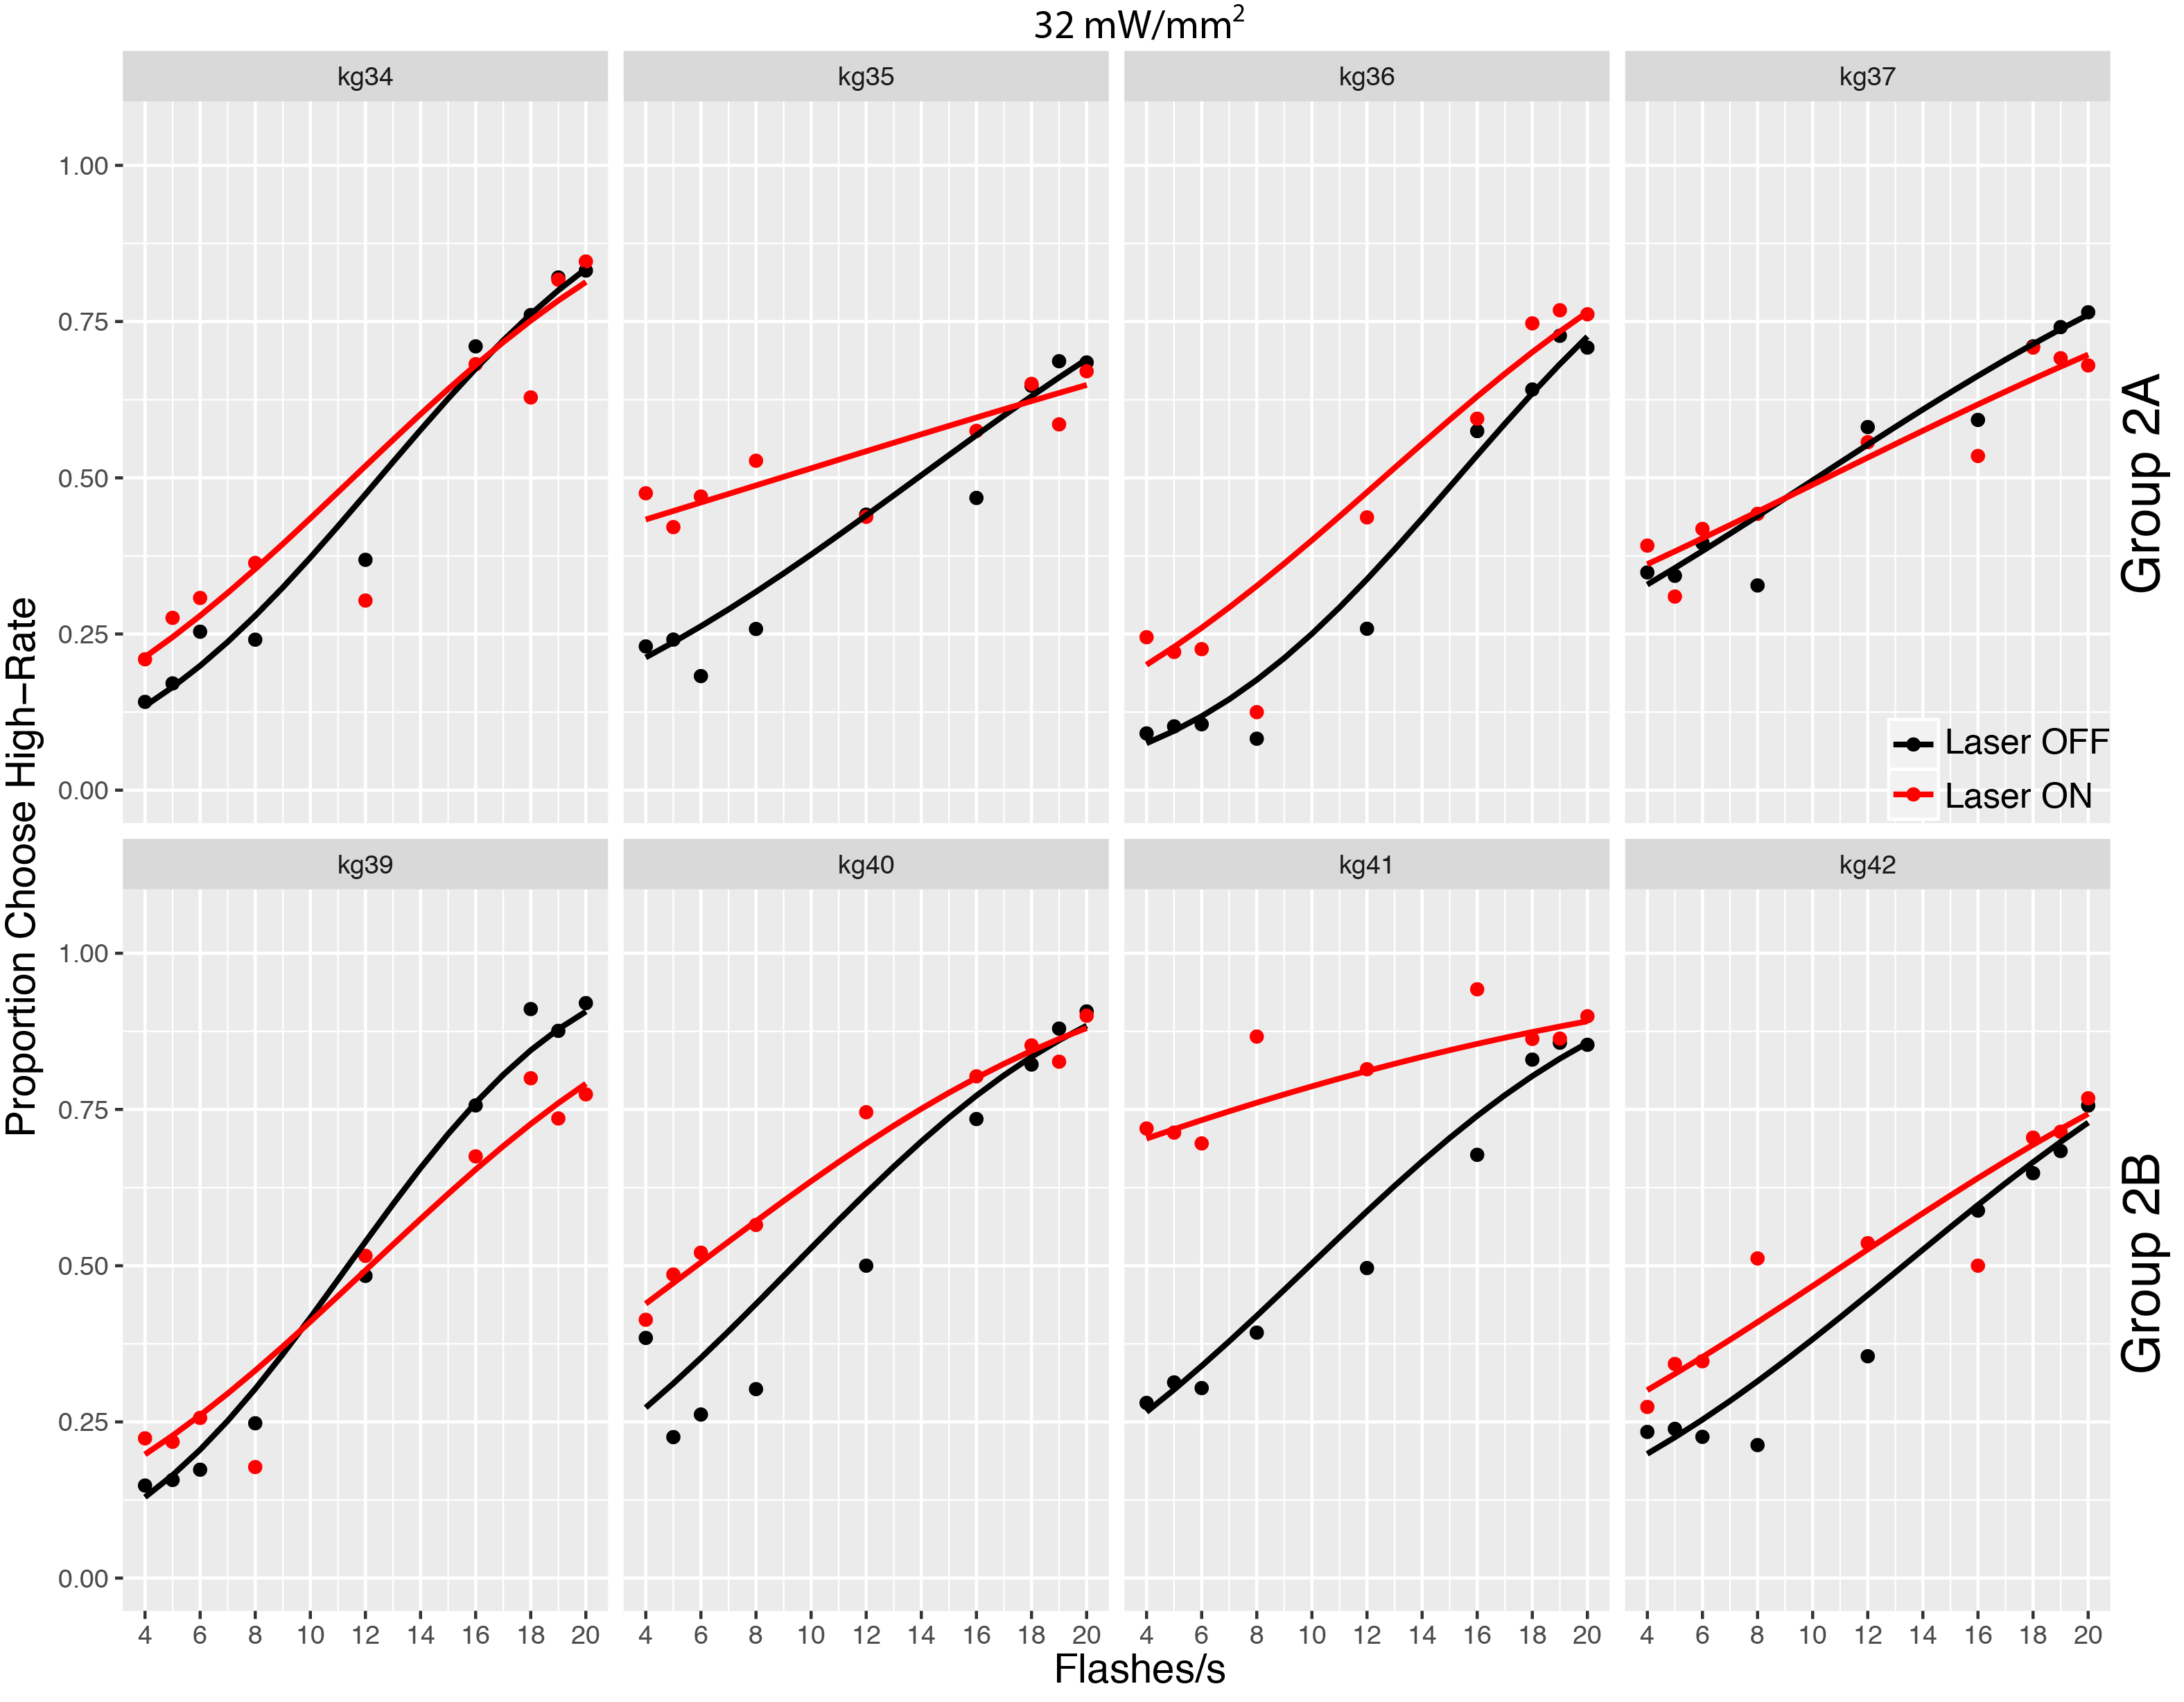 32 mW/mm²
kg34 kg35 kg36 kg37
1.00
0.75
0.50
0.25
0.00
Laser OFF
Laser ON
Group 2A
Proportion Choose High–Rate
kg39 kg40 kg41 kg42
1.00
0.75
0.50
0.25
0.00
Group 2B
4 6 8 10 12 14 16 18 20 4 6 8 10 12 14 16 18 20 4 6 8 10 12 14 16 18 20 4 6 8 10 12 14 16 18 20
Flashes/s